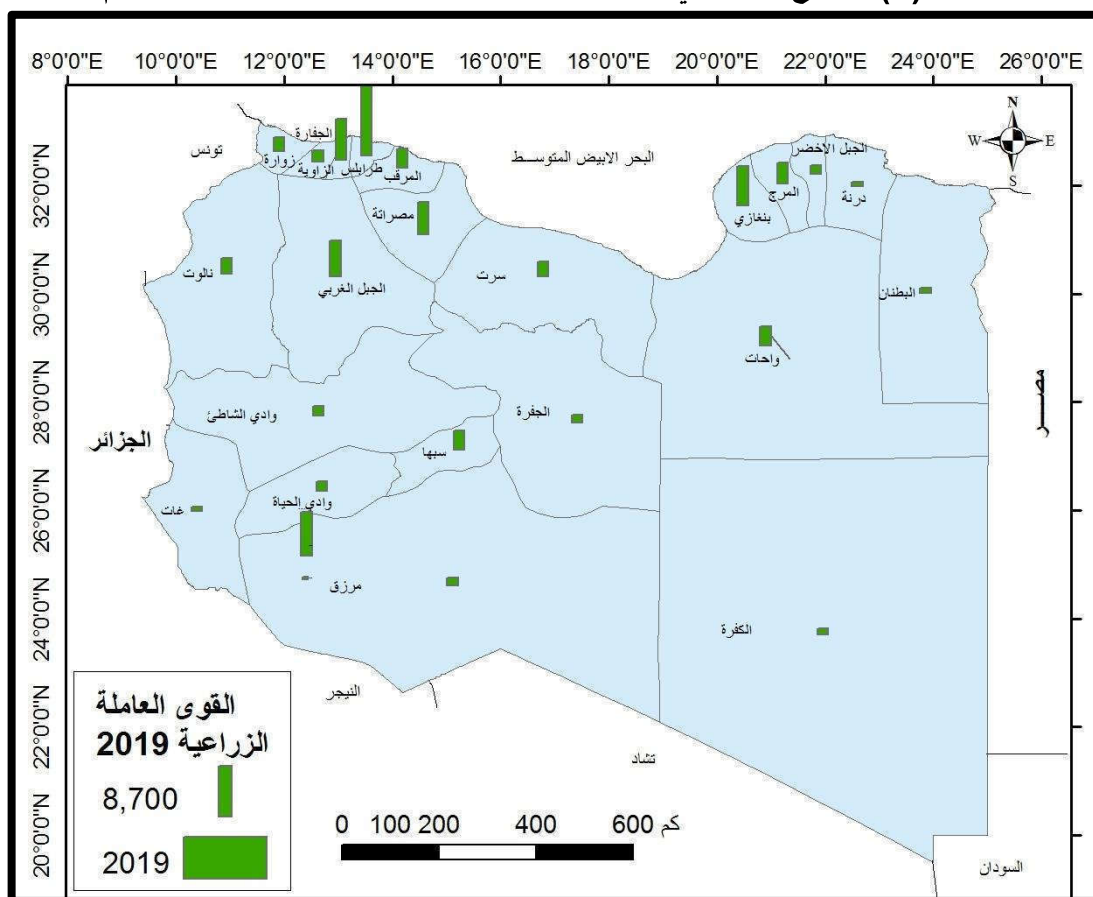 8°0'0"E 10°0'0"E 12°0'0"E 14°0'0"E 16°0'0"E 18°0'0"E 20°0'0"E 22°0'0"E 24°0'0"E 26°0'0"E
32°0'0"N
30°0'0"N
28°0'0"N
26°0'0"N
24°0'0"N
22°0'0"N
20°0'0"N
N
W E
S
تونس
البحر الابيض المتوسط
الجفارة
زوارة
الزاوية
طرابلس
المرقب
مصراتة
الجبل الاخضر
المرج
درنة
بنغازي
نالوت
الجبل الغربي
سرت
البطنان
واحات
مصر
وادي الشاطئ
الجفرة
الجزائر
سبها
وادي الحياة
غات
مرزق
الكفرة
النيجر
تشاد
السودان
القوى العاملة
الزراعية 2019
8,700
2019
0 100 200 400 600 كم